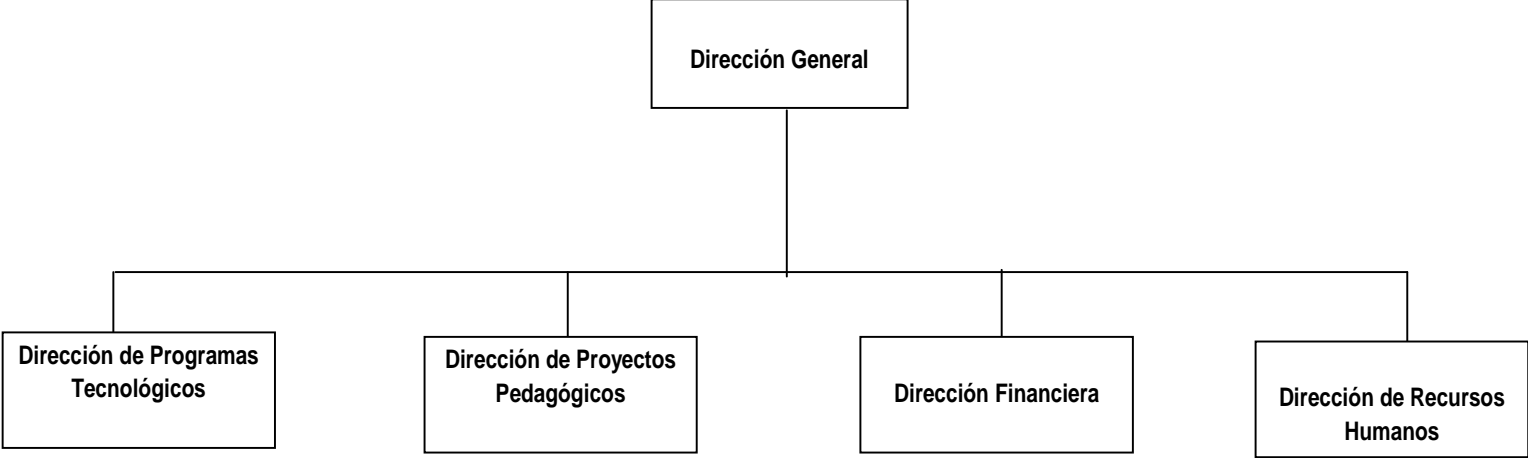 Dirección General
Dirección de Programas
Tecnológicos
Dirección de Proyectos
Pedagógicos
Dirección Financiera
Dirección de Recursos
Humanos